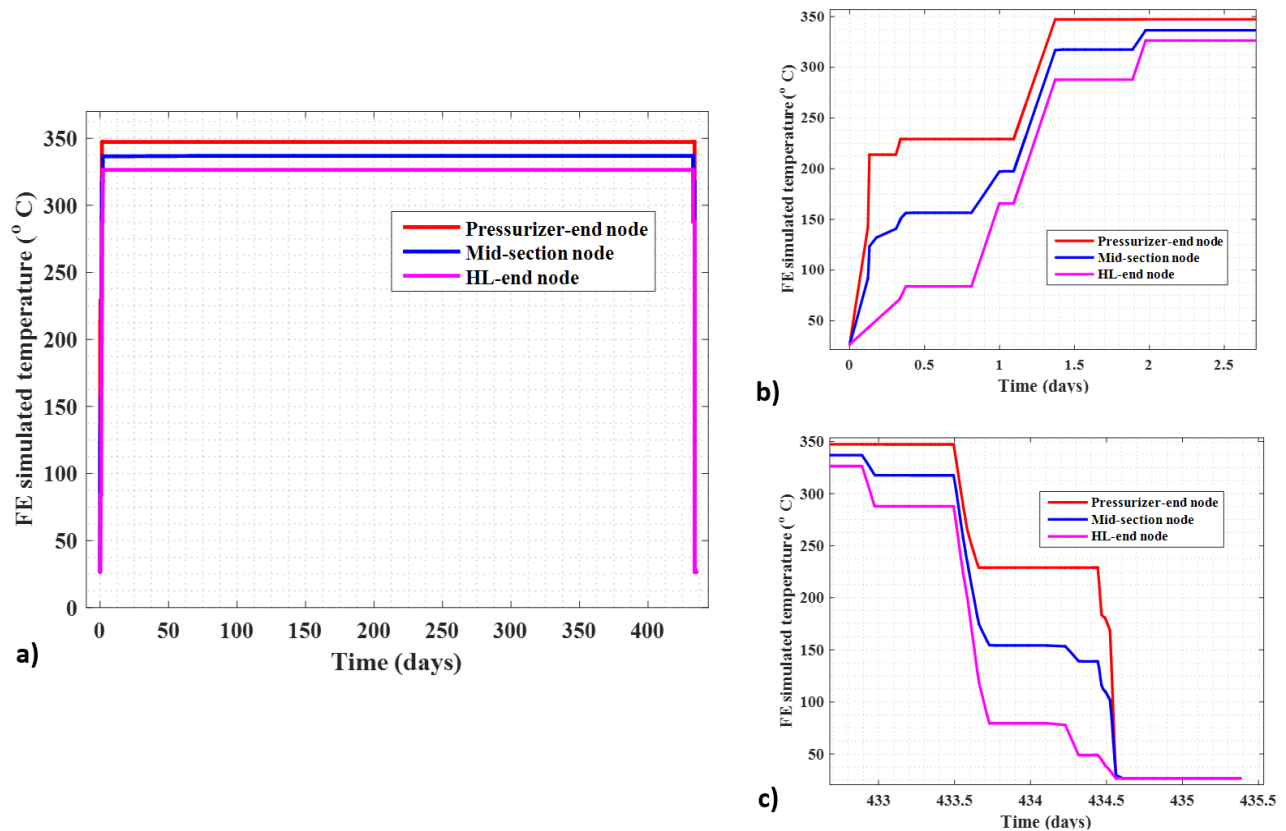 350
300
250
200
150
100
50
0
FE simulated temperature (° C)
Pressurizer-end node
Mid-section node
HL-end node
0 50 100 150 200 250 300 350 400
Time (days)
a)
350
300
250
200
150
100
50
FE simulated temperature (° C)
Pressurizer-end node
Mid-section node
HL-end node
0 0.5 1 1.5 2 2.5
Time (days)
b)
350
300
250
200
150
100
50
FE simulated temperature (° C)
Pressurizer-end node
Mid-section node
HL-end node
433 433.5 434 434.5 435 435.5
Time (days)
c)